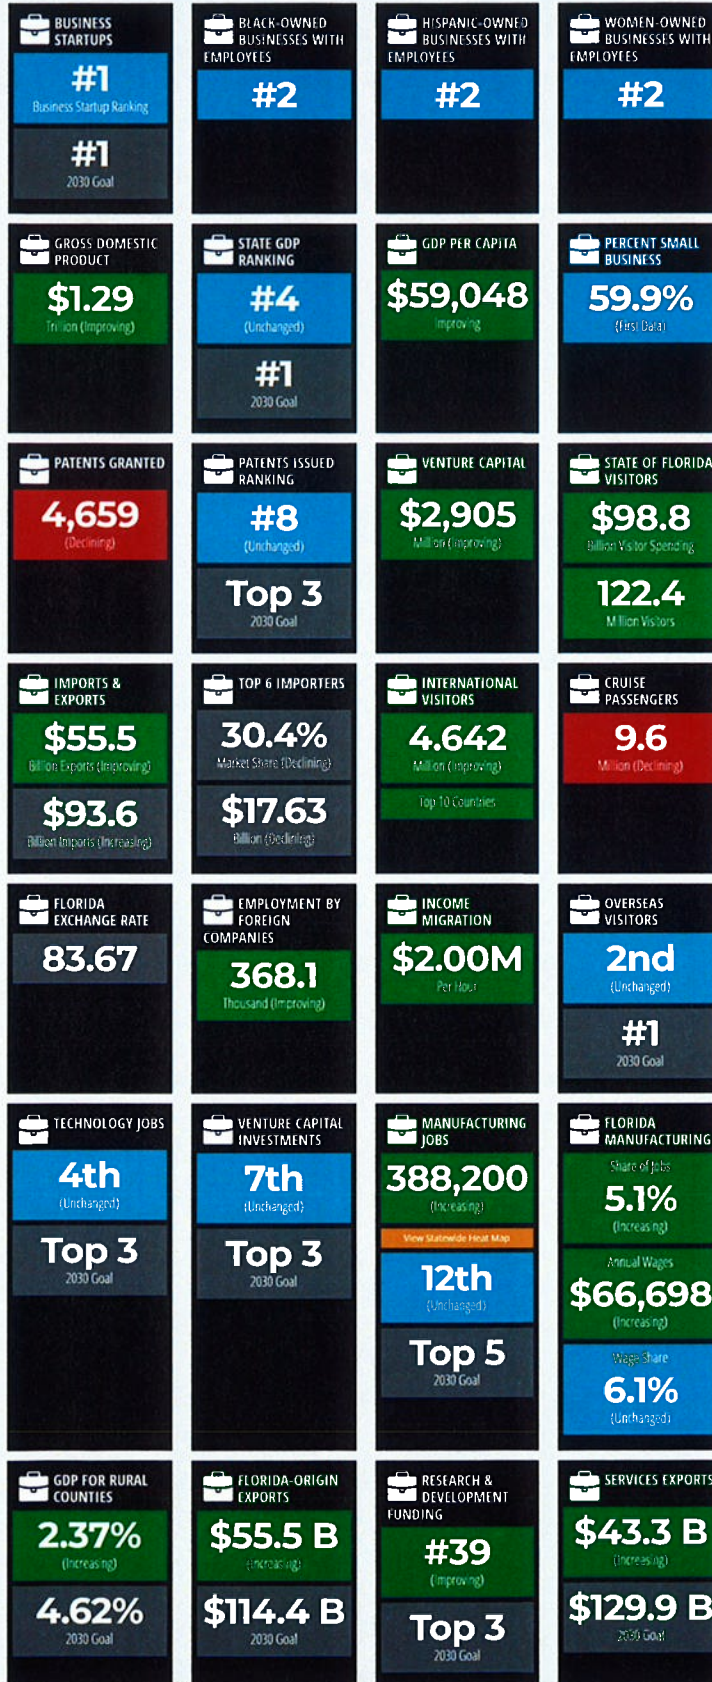 BUSINESS
STARTUPS
#1
Business Startup Ranking
#1
2030 Goal
BLACK-OWNED
BUSINESSES WITH
EMPLOYEES
#2
HISPANIC-OWNED
BUSINESSES WITH
EMPLOYEES
#2
WOMEN-OWNED
BUSINESSES WITH
EMPLOYEES
#2
GROSS DOMESTIC
PRODUCT
$1.29
Trillion (Improving)
STATE GDP
RANKING
#4
(Unchanged)
#1
2030 Goal
GDP PER CAPITA
$59,048
Improving
PERCENT SMALL
BUSINESS
59.9%
(First Data)
PATENTS GRANTED
4,659
(Declining)
PATENTS ISSUED
RANKING
#8
(Unchanged)
Top 3
2030 Goal
VENTURE CAPITAL
$2,905
Million (Improving)
STATE OF FLORIDA
VISITORS
$98.8
Billion Visitor Spending
122.4
Million Visitors
IMPORTS &
EXPORTS
$55.5
Billion Exports (Improving)
$93.6
Billion Imports (Increasing)
TOP 6 IMPORTERS
30.4%
Market Share (Declining)
$17.63
Billion (Declining)
INTERNATIONAL
VISITORS
4.642
Million (Improving)
Top 10 Countries
CRUISE
PASSENGERS
9.6
Million (Declining)
FLORIDA
EXCHANGE RATE
83.67
EMPLOYMENT BY
FOREIGN
COMPANIES
368.1
Thousand (Improving)
INCOME
MIGRATION
$2.00M
Per Hour
OVERSEAS
VISITORS
2nd
(Unchanged)
#1
2030 Goal
TECHNOLOGY JOBS
4th
(Unchanged)
Top 3
2030 Goal
VENTURE CAPITAL
INVESTMENTS
7th
(Unchanged)
Top 3
2030 Goal
MANUFACTURING
JOBS
388,200
(Increasing)
View Statewide Heat Map
12th
(Unchanged)
Top 5
2030 Goal
FLORIDA
MANUFACTURING
Share of Jobs
5.1%
(Increasing)
Annual Wages
$66,698
(Increasing)
Wage Share
6.1%
(Unchanged)
GDP FOR RURAL
COUNTIES
2.37%
(Increasing)
4.62%
2030 Goal
FLORIDA-ORIGIN
EXPORTS
$55.5 B
(Increasing)
$114.4 B
2030 Goal
RESEARCH &
DEVELOPMENT
FUNDING
#39
(Improving)
Top 3
2030 Goal
SERVICES EXPORTS
$43.3 B
(Increasing)
$129.9 B
2030 Goal